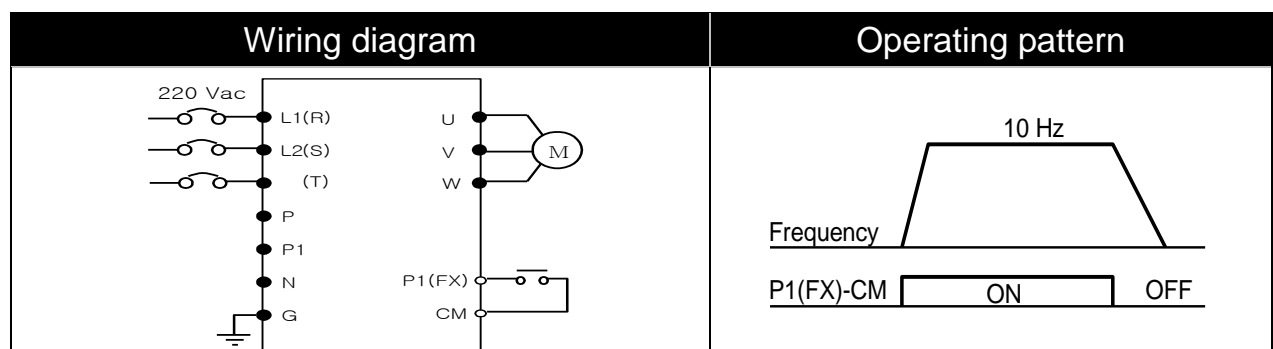 Wiring diagram
Operating pattern
220 Vac
L1(R)
L2(S)
(T)
P
P1
N
G
U
V
W
M
P1(FX)
CM
10 Hz
Frequency
P1(FX)-CM ON OFF